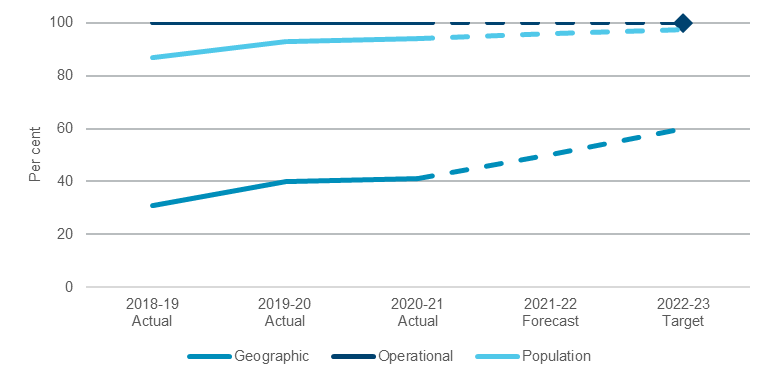 100
80
60
40
20
0
Per cent
2018-19 2019-20 2020-21 2021-22 2022-23
Actual Actual Actual Forecast Target
Geographic Operational Population